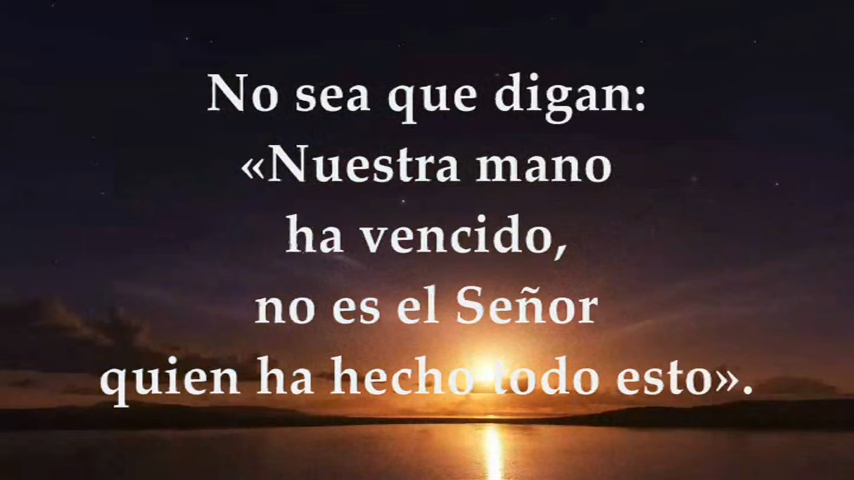 No sea que digan:
«Nuestra mano
ha vencido,
no es el Señor
quien ha hecho todo esto».